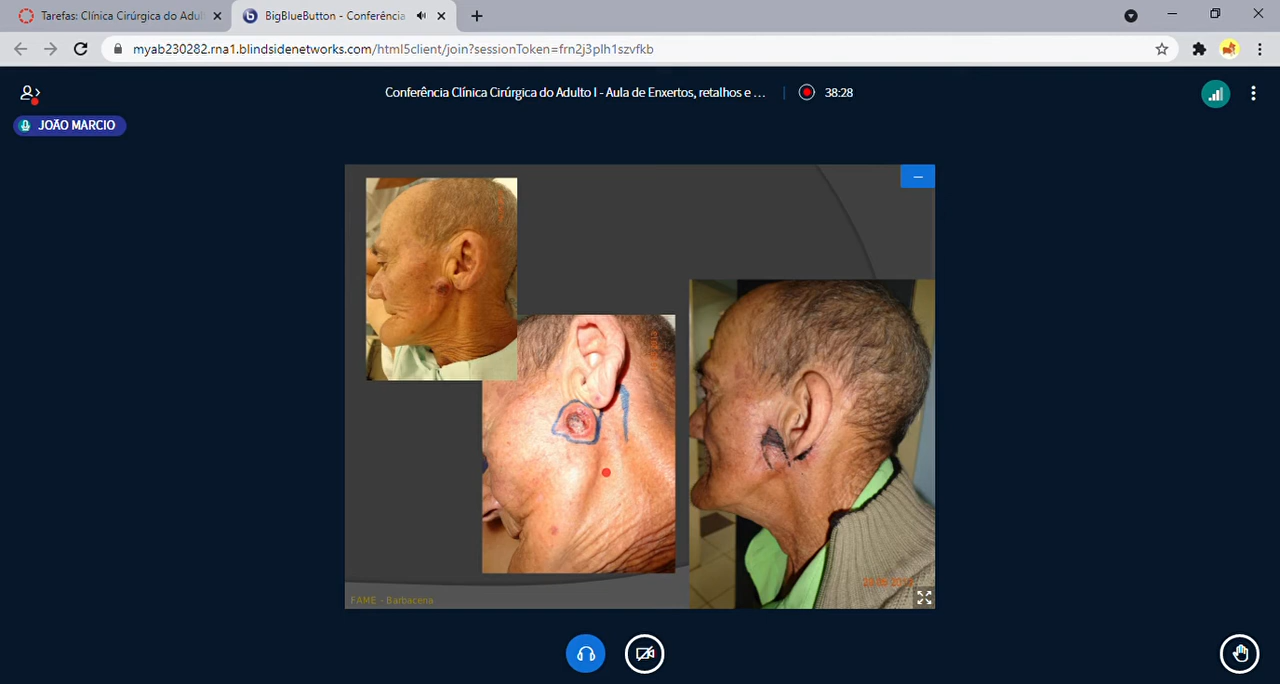 Tarefas: Clínica Cirúrgica do Adul
BigBlueButton - Conferência
myab230282.rna1.blindsidenetworks.com/html5client/join?sessionToken=frn2j3plh1szvfkb
Conferência Clínica Cirúrgica do Adulto I - Aula de Enxertos, retalhos e ...
38:28
JOÃO MARCIO
FAME - Barbacena